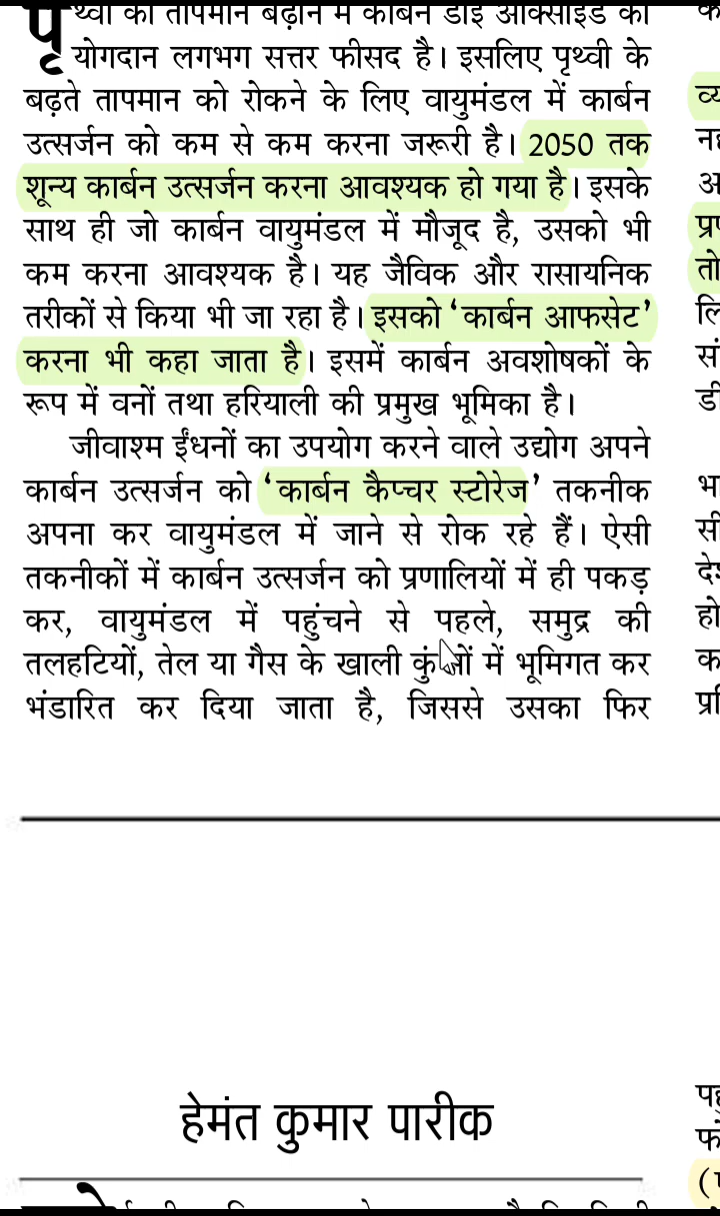 पृथ्वी का तापमान बढ़ाने में कार्बन डाइ आक्साइड का
योगदान लगभग सत्तर फीसद है। इसलिए पृथ्वी के
बढ़ते तापमान को रोकने के लिए वायुमंडल में कार्बन
उत्सर्जन को कम से कम करना जरूरी है। 2050 तक
शून्य कार्बन उत्सर्जन करना आवश्यक हो गया है। इसके
साथ ही जो कार्बन वायुमंडल में मौजूद है, उसको भी
कम करना आवश्यक है। यह जैविक और रासायनिक
तरीकों से किया भी जा रहा है। इसको ‘कार्बन आफसेट’
करना भी कहा जाता है। इसमें कार्बन अवशोषकों के
रूप में वनों तथा हरियाली की प्रमुख भूमिका है।
जीवाश्म ईंधनों का उपयोग करने वाले उद्योग अपने
कार्बन उत्सर्जन को ‘कार्बन कैप्चर स्टोरेज’ तकनीक
अपना कर वायुमंडल में जाने से रोक रहे हैं। ऐसी
तकनीकों में कार्बन उत्सर्जन को प्रणालियों में ही पकड़
कर, वायुमंडल में पहुंचने से पहले, समुद्र की
तलहटियों, तेल या गैस के खाली कुंओं में भूमिगत कर
भंडारित कर दिया जाता है, जिससे उसका फिर
हेमंत कुमार पारीक